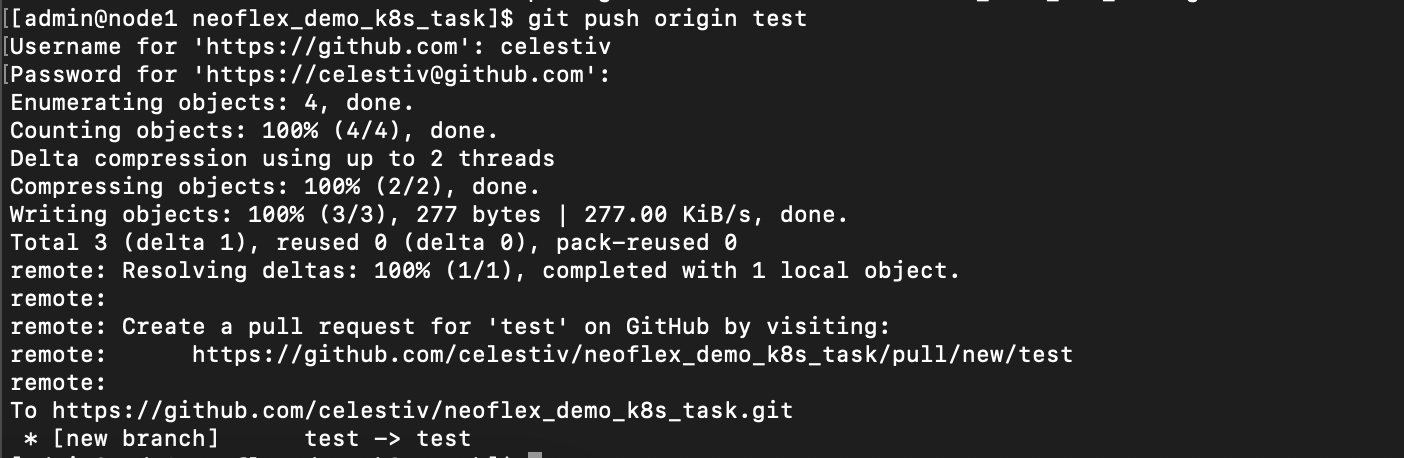 [[admin@node1 neoflex_demo_k8s_task]$ git push origin test
[Username for 'https://github.com': celestiv
[Password for 'https://celestiv@github.com':
Enumerating objects: 4, done.
Counting objects: 100% (4/4), done.
Delta compression using up to 2 threads
Compressing objects: 100% (2/2), done.
Writing objects: 100% (3/3), 277 bytes | 277.00 KiB/s, done.
Total 3 (delta 1), reused 0 (delta 0), pack-reused 0
remote: Resolving deltas: 100% (1/1), completed with 1 local object.
remote:
remote: Create a pull request for 'test' on GitHub by visiting:
remote:      https://github.com/celestiv/neoflex_demo_k8s_task/pull/new/test
remote:
To https://github.com/celestiv/neoflex_demo_k8s_task.git
 * [new branch]      test -> test